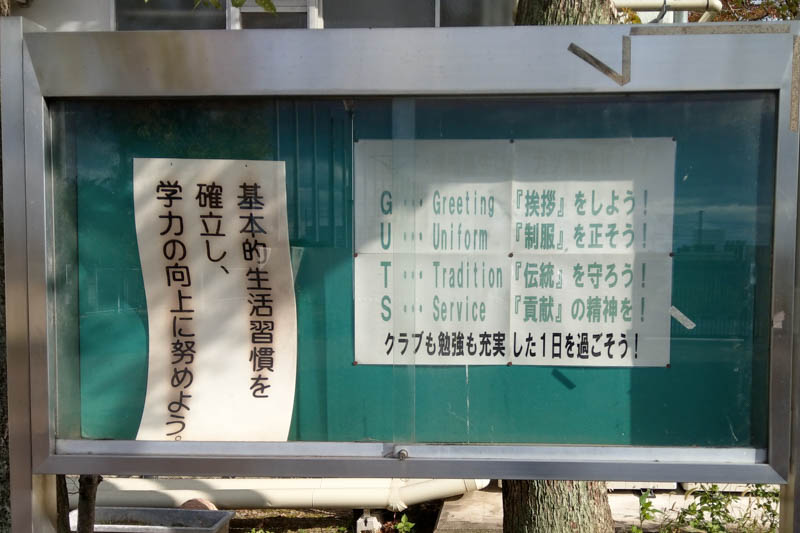 基本的生活習慣を
確立し、
学力の向上に努めよう。
G … Greeting 『挨拶』をしよう！
U … Uniform 『制服』を正そう！
T … Tradition 『伝統』を守ろう！
S … Service 『貢献』の精神を！
クラブも勉強も充実した１日を過ごそう！